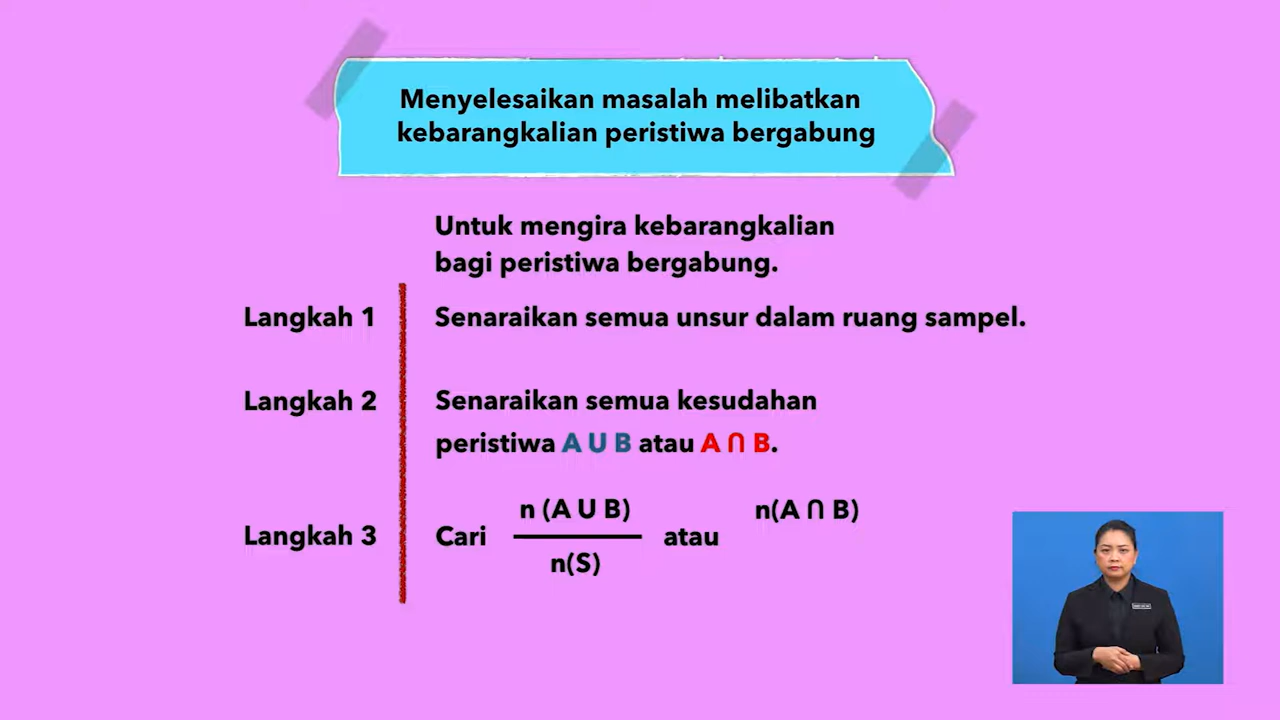 Menyelesaikan masalah melibatkan
kebarangkalian peristiwa bergabung
Untuk mengira kebarangkalian
bagi peristiwa bergabung.
Langkah 1 Senaraikan semua unsur dalam ruang sampel.
Langkah 2 Senaraikan semua kesudahan
peristiwa A U B atau A ∩ B.
n (A U B) n(A ∩ B)
Langkah 3 Cari atau
n(S)